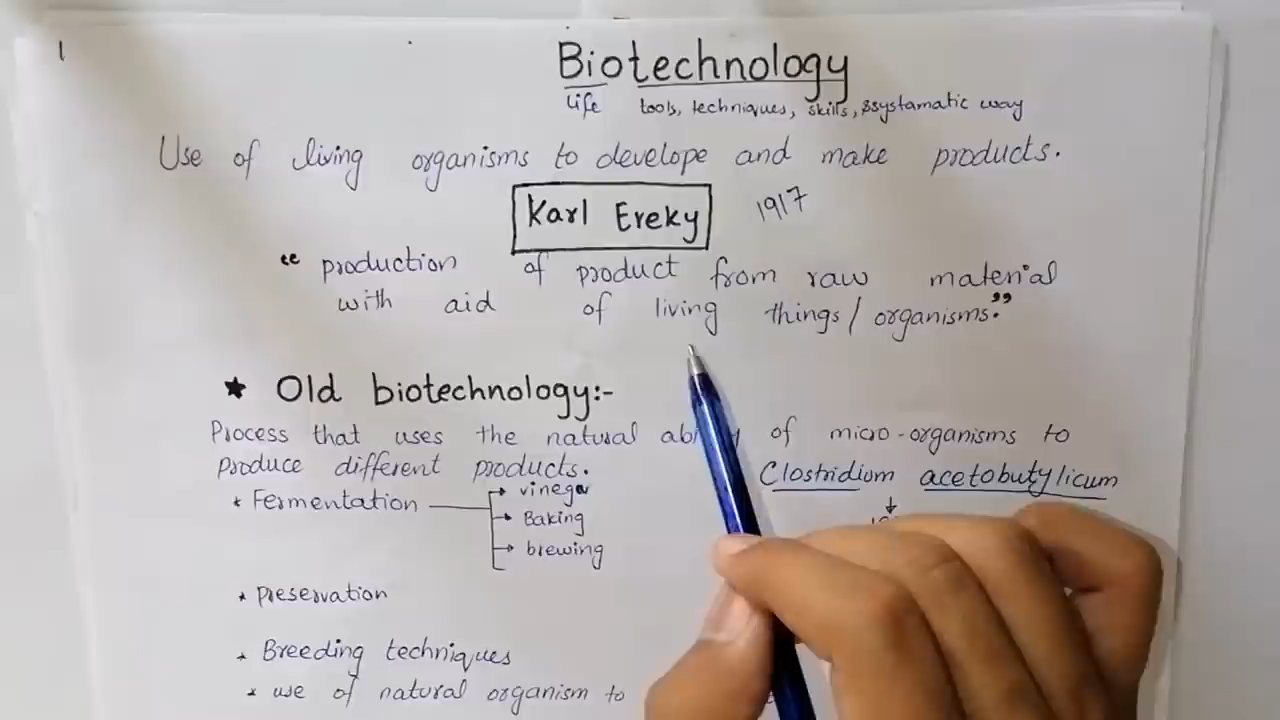 1
Biotechnology
Life tools, techniques, skills, &systamatic way
Use of living organisms to develope and make products.
Karl Ereky 1917
"production of product from raw material
with aid of living things/organisms."
★ Old biotechnology:-
Process that uses the natural of micro-organisms to
produce different products. Clostridium acetobutylicum
* Fermentation → vinegar
→ Baking
→ brewing
* Preservation
* Breeding techniques
* use of natural organism to